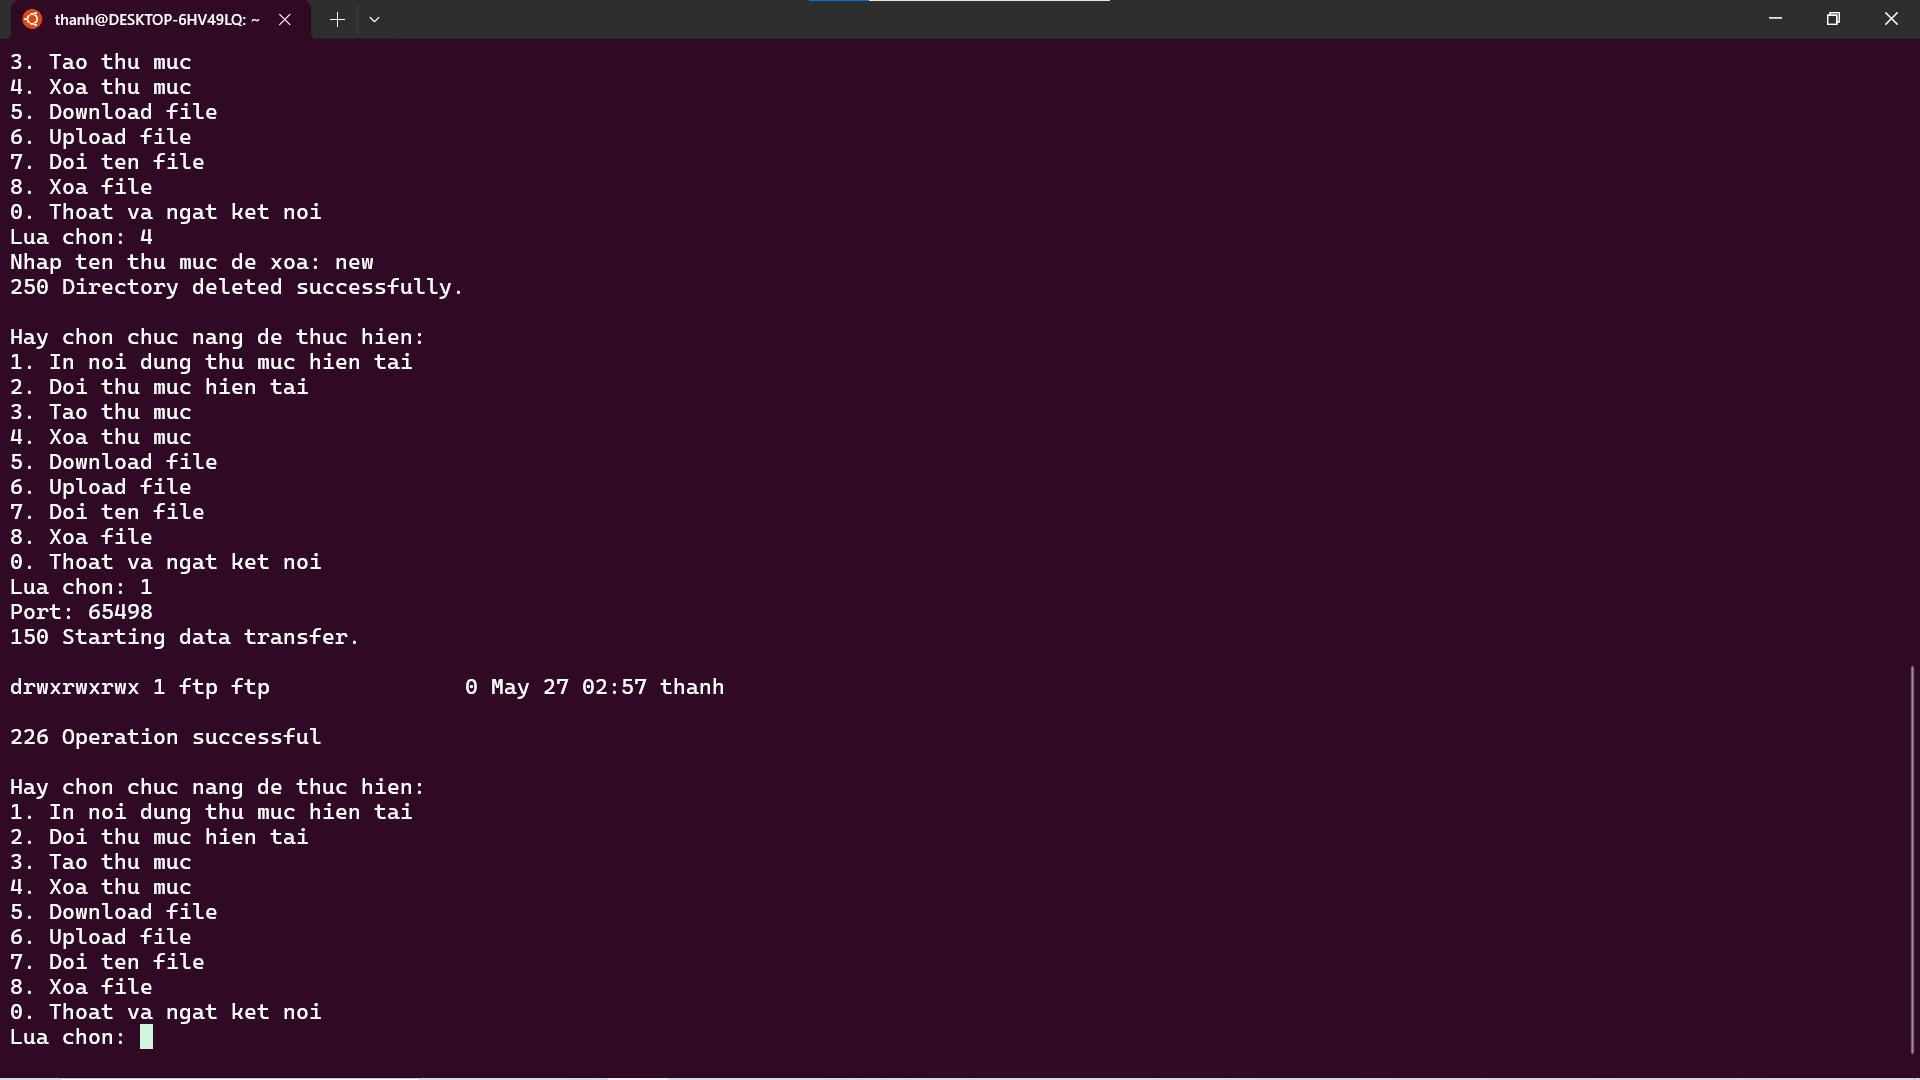 thanh@DESKTOP-6HV49LQ: ~
3. Tao thu muc
4. Xoa thu muc
5. Download file
6. Upload file
7. Doi ten file
8. Xoa file
0. Thoat va ngat ket noi
Lua chon: 4
Nhap ten thu muc de xoa: new
250 Directory deleted successfully.
Hay chon chuc nang de thuc hien:
1. In noi dung thu muc hien tai
2. Doi thu muc hien tai
3. Tao thu muc
4. Xoa thu muc
5. Download file
6. Upload file
7. Doi ten file
8. Xoa file
0. Thoat va ngat ket noi
Lua chon: 1
Port: 65498
150 Starting data transfer.
drwxrwxrwx 1 ftp ftp               0 May 27 02:57 thanh
226 Operation successful
Hay chon chuc nang de thuc hien:
1. In noi dung thu muc hien tai
2. Doi thu muc hien tai
3. Tao thu muc
4. Xoa thu muc
5. Download file
6. Upload file
7. Doi ten file
8. Xoa file
0. Thoat va ngat ket noi
Lua chon: